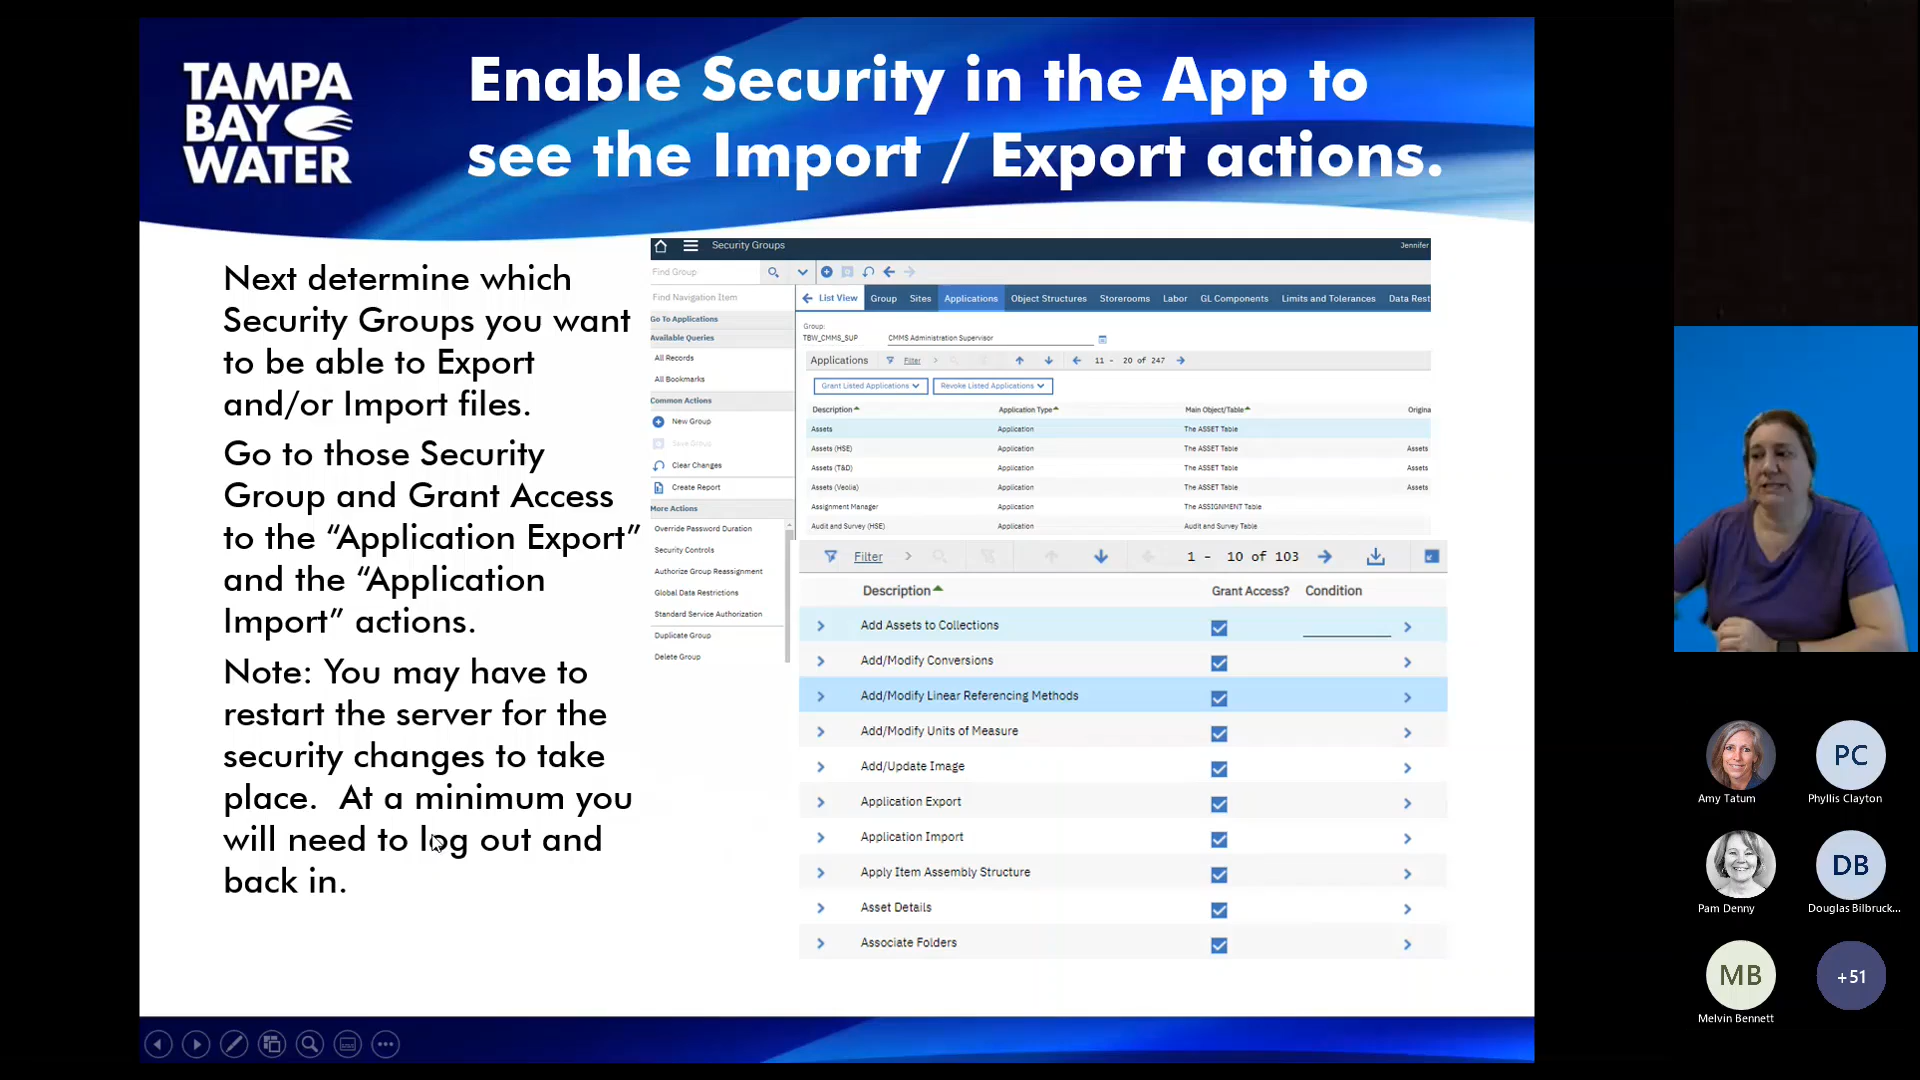 TAMPA
BAY
WATER
Enable Security in the App to
see the Import / Export actions.
Next determine which
Security Groups you want
to be able to Export
and/or Import files.
Go to those Security
Group and Grant Access
to the “Application Export”
and the “Application
Import” actions.
Note: You may have to
restart the server for the
security changes to take
place. At a minimum you
will need to log out and
back in.
Security Groups
Jennifer
Find Group
Find Navigation Item
Go To Applications
Available Queries
All Records
All Bookmarks
Common Actions
New Group
Save Group
Clear Changes
Create Report
More Actions
Override Password Duration
Security Controls
Authorize Group Reassignment
Global Data Restrictions
Standard Service Authorization
Duplicate Group
Delete Group
List View Group Sites Applications Object Structures Storerooms Labor GL Components Limits and Tolerances Data Rest
Group:
TBW_CMMS_SUP CMMS Administration Supervisor
Applications Filter 11 - 20 of 247
Grant Listed Applications Revoke Listed Applications
Description Application Type Main Object/Table Origina
Assets Application The ASSET Table
Assets (HSE) Application The ASSET Table Assets
Assets (T&D) Application The ASSET Table Assets
Assets (Veolia) Application The ASSET Table Assets
Assignment Manager Application The ASSIGNMENT Table
Audit and Survey (HSE) Application Audit and Survey Table
Filter 1 - 10 of 103
Description Grant Access? Condition
Add Assets to Collections
Add/Modify Conversions
Add/Modify Linear Referencing Methods
Add/Modify Units of Measure
Add/Update Image
Application Export
Application Import
Apply Item Assembly Structure
Asset Details
Associate Folders
Amy Tatum
PC
Phyllis Clayton
Pam Denny
DB
Douglas Bilbruck...
MB
Melvin Bennett
+51